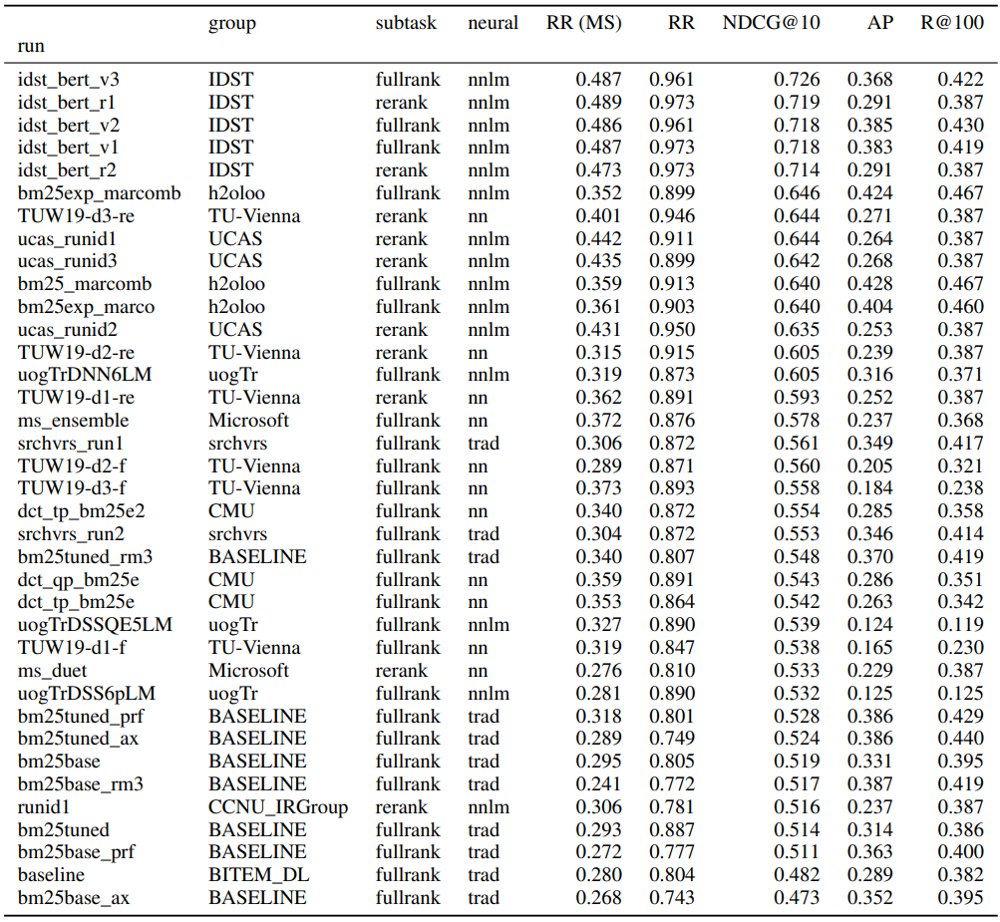 group subtask neural RR (MS) RR NDCG@10 AP R@100
run
idst_bert_v3 IDST fullrank nnlm 0.487 0.961 0.726 0.368 0.422
idst_bert_r1 IDST rerank nnlm 0.489 0.973 0.719 0.291 0.387
idst_bert_v2 IDST fullrank nnlm 0.486 0.961 0.718 0.385 0.430
idst_bert_v1 IDST fullrank nnlm 0.487 0.973 0.718 0.383 0.419
idst_bert_r2 IDST rerank nnlm 0.473 0.973 0.714 0.291 0.387
bm25exp_marcomb h2oloo fullrank nnlm 0.352 0.899 0.646 0.424 0.467
TUW19-d3-re TU-Vienna rerank nn 0.401 0.946 0.644 0.271 0.387
ucas_runid1 UCAS rerank nnlm 0.442 0.911 0.644 0.264 0.387
ucas_runid3 UCAS rerank nnlm 0.435 0.899 0.642 0.268 0.387
bm25_marcomb h2oloo fullrank nnlm 0.359 0.913 0.640 0.428 0.467
bm25exp_marco h2oloo fullrank nnlm 0.361 0.903 0.640 0.404 0.460
ucas_runid2 UCAS rerank nnlm 0.431 0.950 0.635 0.253 0.387
TUW19-d2-re TU-Vienna rerank nn 0.315 0.915 0.605 0.239 0.387
uogTrDNN6LM uogTr fullrank nnlm 0.319 0.873 0.605 0.316 0.371
TUW19-d1-re TU-Vienna rerank nn 0.362 0.891 0.593 0.252 0.387
ms_ensemble Microsoft fullrank nn 0.372 0.876 0.578 0.237 0.368
srchvrs_run1 srchvrs fullrank trad 0.306 0.872 0.561 0.349 0.417
TUW19-d2-f TU-Vienna fullrank nn 0.289 0.871 0.560 0.205 0.321
TUW19-d3-f TU-Vienna fullrank nn 0.373 0.893 0.558 0.184 0.238
dct_tp_bm25e2 CMU fullrank nn 0.340 0.872 0.554 0.285 0.358
srchvrs_run2 srchvrs fullrank trad 0.304 0.872 0.553 0.346 0.414
bm25tuned_rm3 BASELINE fullrank trad 0.340 0.807 0.548 0.370 0.419
dct_qp_bm25e CMU fullrank nn 0.359 0.891 0.543 0.286 0.351
dct_tp_bm25e CMU fullrank nn 0.353 0.864 0.542 0.263 0.342
uogTrDSSQE5LM uogTr fullrank nnlm 0.327 0.890 0.539 0.124 0.119
TUW19-d1-f TU-Vienna fullrank nn 0.319 0.847 0.538 0.165 0.230
ms_duet Microsoft rerank nn 0.276 0.810 0.533 0.229 0.387
uogTrDSS6pLM uogTr fullrank nnlm 0.281 0.890 0.532 0.125 0.125
bm25tuned_prf BASELINE fullrank trad 0.318 0.801 0.528 0.386 0.429
bm25tuned_ax BASELINE fullrank trad 0.289 0.749 0.524 0.386 0.440
bm25base BASELINE fullrank trad 0.295 0.805 0.519 0.331 0.395
bm25base_rm3 BASELINE fullrank trad 0.241 0.772 0.517 0.387 0.419
runid1 CCNU_IRGroup rerank nnlm 0.306 0.781 0.516 0.237 0.387
bm25tuned BASELINE fullrank trad 0.293 0.887 0.514 0.314 0.386
bm25base_prf BASELINE fullrank trad 0.272 0.777 0.511 0.363 0.400
baseline BITEM_DL fullrank trad 0.280 0.804 0.482 0.289 0.382
bm25base_ax BASELINE fullrank trad 0.268 0.743 0.473 0.352 0.395